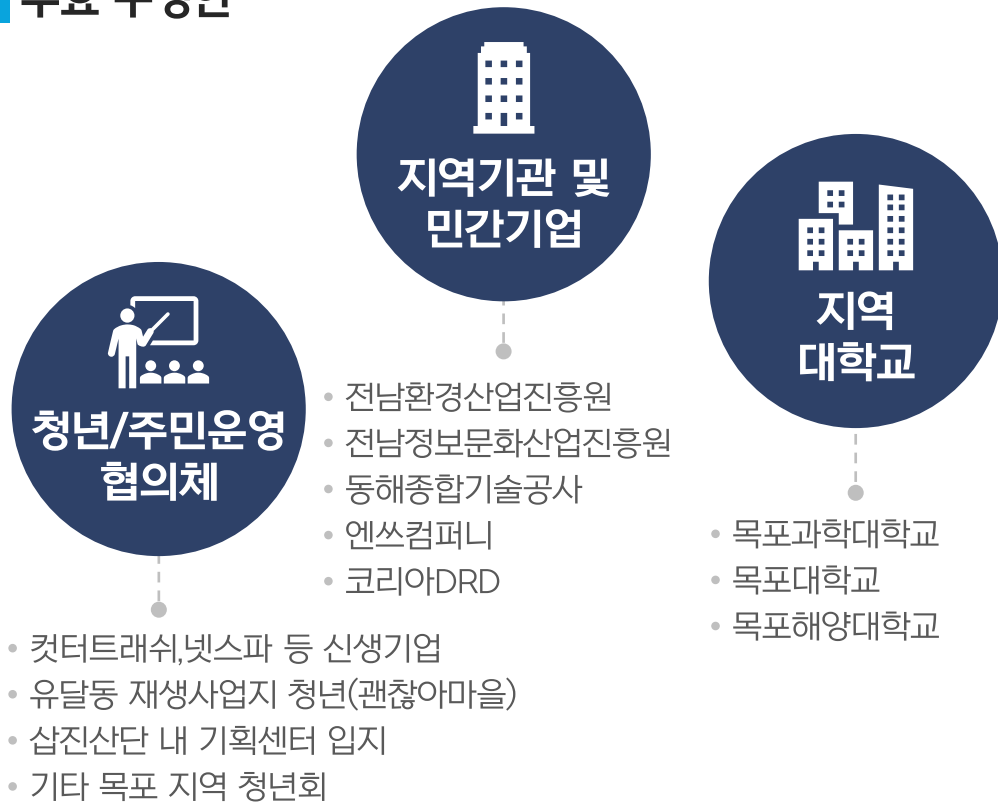 지역기관 및
민간기업
전남환경산업진흥원
전남정보문화산업진흥원
동해종합기술공사
엔쓰컴퍼니
코리아DRD
지역
대학교
목포과학대학교
목포대학교
목포해양대학교
청년/주민운영
협의체
컷터트래쉬,넷스파 등 신생기업
유달동 재생사업지 청년(괜찮아마을)
삽진산단 내 기획센터 입지
기타 목포 지역 청년회